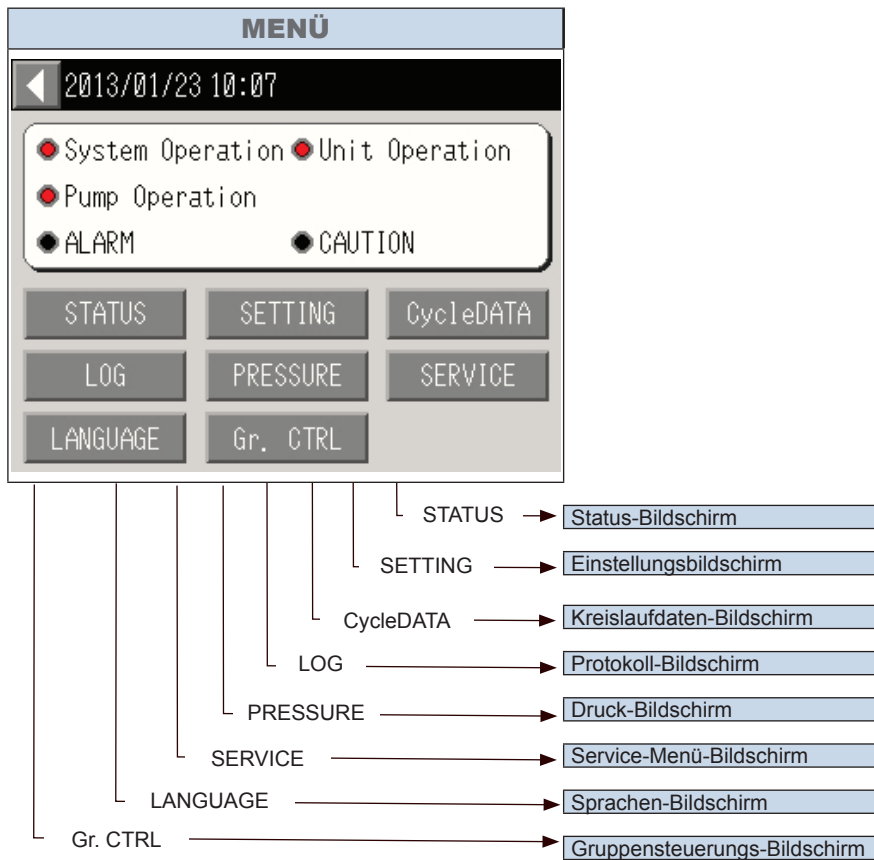 MENÜ
2013/01/23 10:07
System Operation Unit Operation
Pump Operation
ALARM CAUTION
STATUS SETTING CycleDATA
LOG PRESSURE SERVICE
LANGUAGE Gr. CTRL
STATUS Status-Bildschirm
SETTING Einstellungsbildschirm
CycleDATA Kreislaufdaten-Bildschirm
LOG Protokoll-Bildschirm
PRESSURE Druck-Bildschirm
SERVICE Service-Menü-Bildschirm
LANGUAGE Sprachen-Bildschirm
Gr. CTRL Gruppensteuerungs-Bildschirm